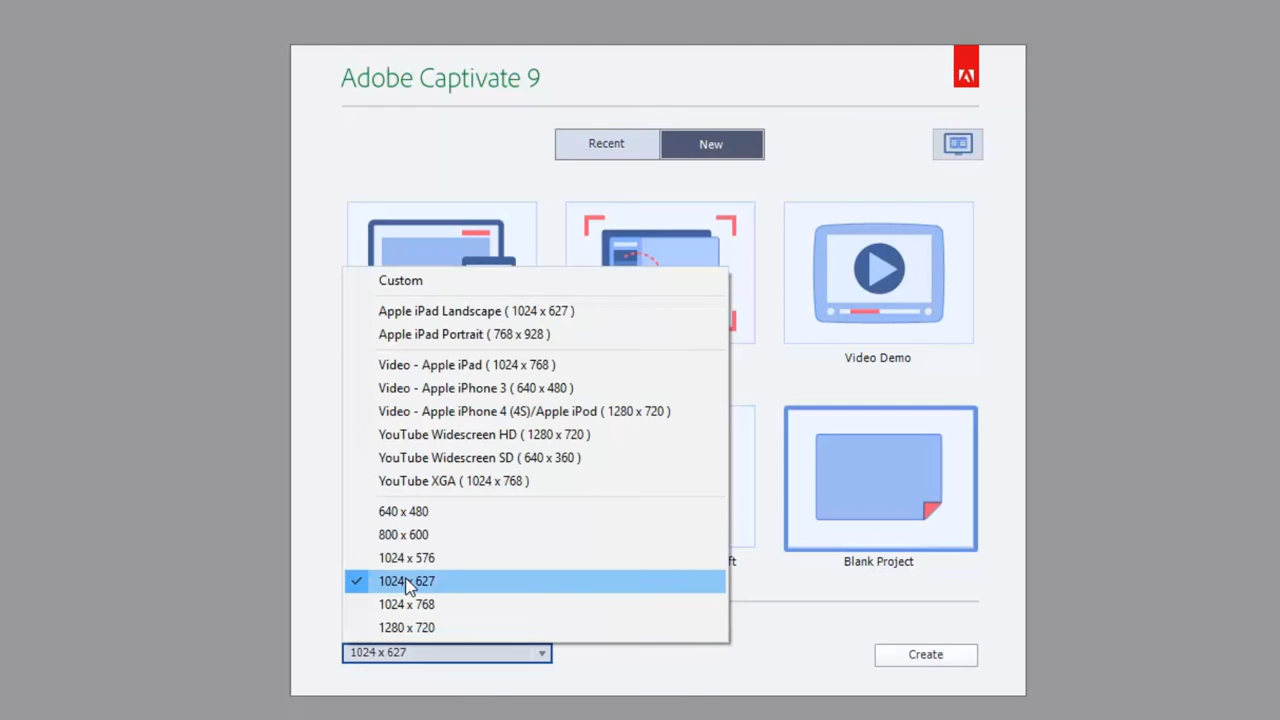 Adobe Captivate 9
Recent
New
Custom
Apple iPad Landscape ( 1024 x 627 )
Apple iPad Portrait ( 768 x 928 )
Video - Apple iPad ( 1024 x 768 )
Video - Apple iPhone 3 ( 640 x 480 )
Video - Apple iPhone 4 (4S)/Apple iPod ( 1280 x 720 )
YouTube Widescreen HD ( 1280 x 720 )
YouTube Widescreen SD ( 640 x 360 )
YouTube XGA ( 1024 x 768 )
640 x 480
800 x 600
1024 x 576
1024 x 627
1024 x 768
1280 x 720
Video Demo
ft
Blank Project
1024 x 627
Create